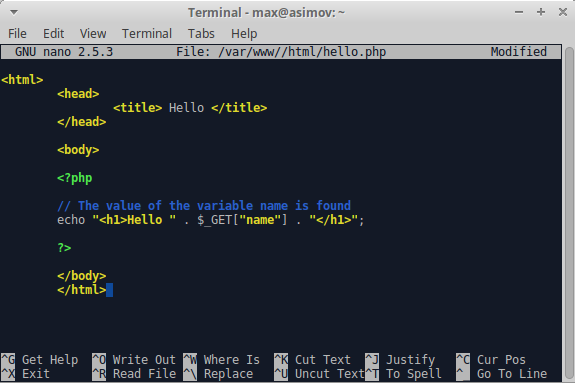 Terminal - max@asimov: ~
File Edit View Terminal Tabs Help
GNU nano 2.5.3 File: /var/www//html/hello.php Modified
<html>
<head>
<title> Hello </title>
</head>
<body>
<?php
// The value of the variable name is found
echo "<h1>Hello " . $_GET["name"] . "</h1>";
?>
</body>
</html>
^G Get Help ^O Write Out ^W Where Is ^K Cut Text ^J Justify ^C Cur Pos
^X Exit ^R Read File ^\ Replace ^U Uncut Text ^T To Spell ^_ Go To Line